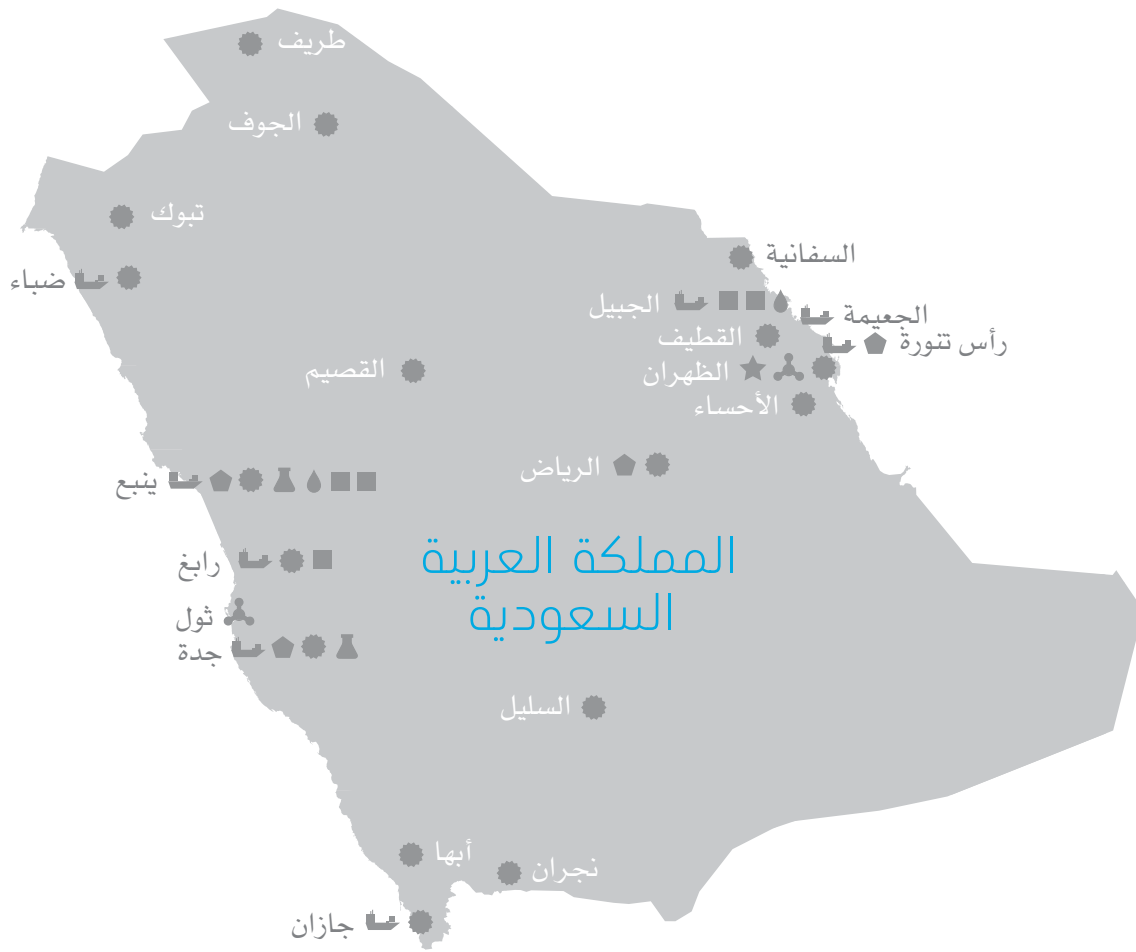 طريف
الجوف
تبوك
السفانية
ضباء
الجبيل
الجعيمة
القطيف
رأس تنورة
الظهران
القصيم
الأحساء
الرياض
ينبع
المملكة العربية
السعودية
رابغ
ثول
جدة
السليل
أبها
نجران
جازان